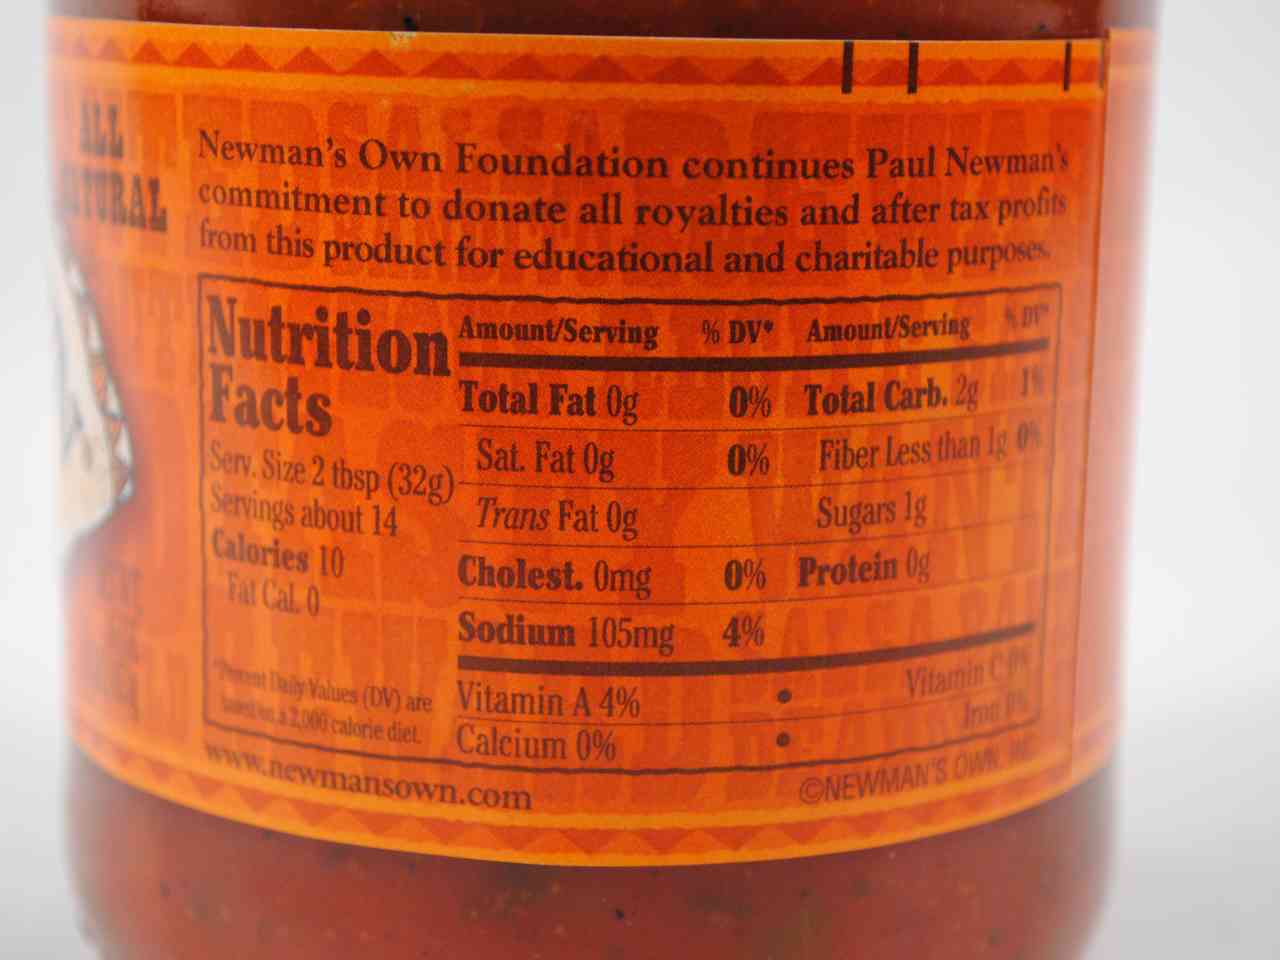 ALL
NATURAL
Newman's Own Foundation continues Paul Newman's
commitment to donate all royalties and after tax profits
from this product for educational and charitable purposes.
Nutrition
Facts
Serv. Size 2 tbsp (32g)
Servings about 14
Calories 10
Fat Cal. 0
*Percent Daily Values (DV) are
based on a 2,000 calorie diet.
Amount/Serving % DV* Amount/Serving % DV*
Total Fat 0g 0% Total Carb. 2g 1%
Sat. Fat 0g 0% Fiber Less than 1g 0%
Trans Fat 0g Sugars 1g
Cholest. 0mg 0% Protein 0g
Sodium 105mg 4%
Vitamin A 4% • Vitamin C 0%
Calcium 0% • Iron 0%
www.newmansown.com
©NEWMAN'S OWN, INC